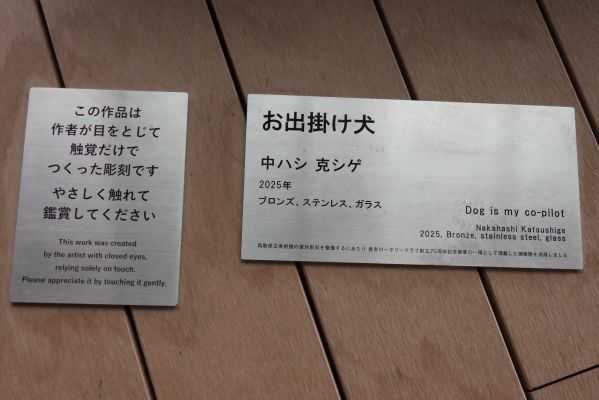 この作品は
作者が目をとじて
触覚だけで
つくった彫刻です
やさしく触れて
鑑賞してください
This work was created
by the artist with closed eyes,
relying solely on touch.
Please appreciate it by touching it gently.
お出掛け犬
中ハシ 克シゲ
2025年
ブロンズ、ステンレス、ガラス
Dog is my co-pilot
Nakahashi Katsushige
2025, Bronze, stainless steel, glass